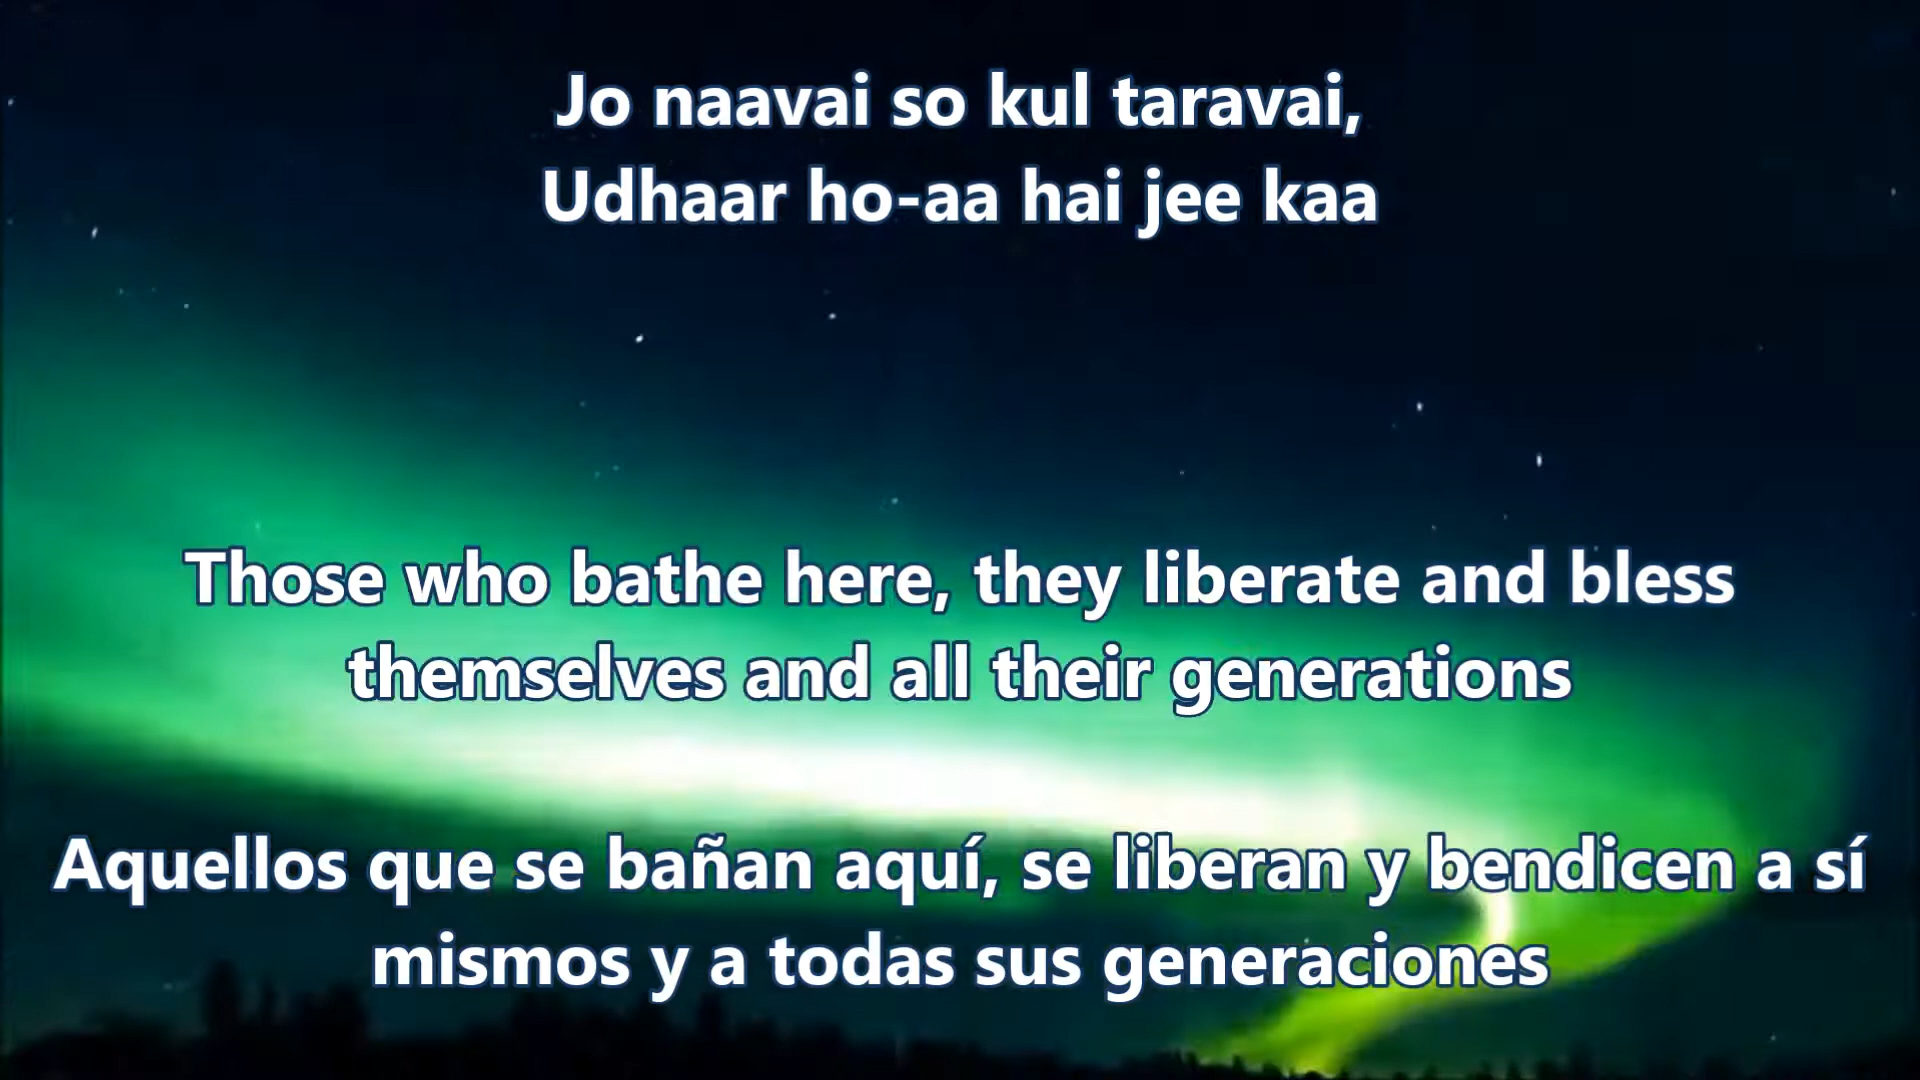 Jo naavai so kul taravai,
Udhaar ho-aa hai jee kaa
Those who bathe here, they liberate and bless
themselves and all their generations
Aquellos que se bañan aquí, se liberan y bendicen a sí
mismos y a todas sus generaciones